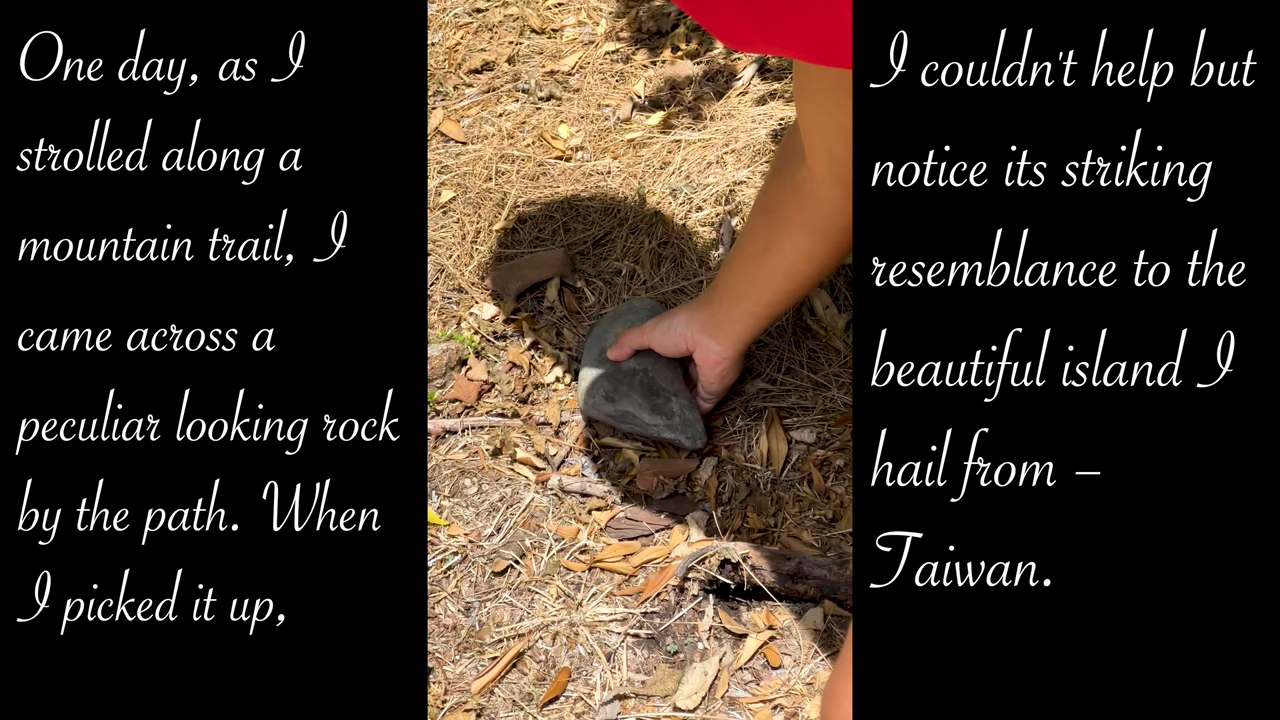 One day, as I
strolled along a
mountain trail, I
came across a
peculiar looking rock
by the path. When
I picked it up,
I couldn't help but
notice its striking
resemblance to the
beautiful island I
hail from –
Taiwan.